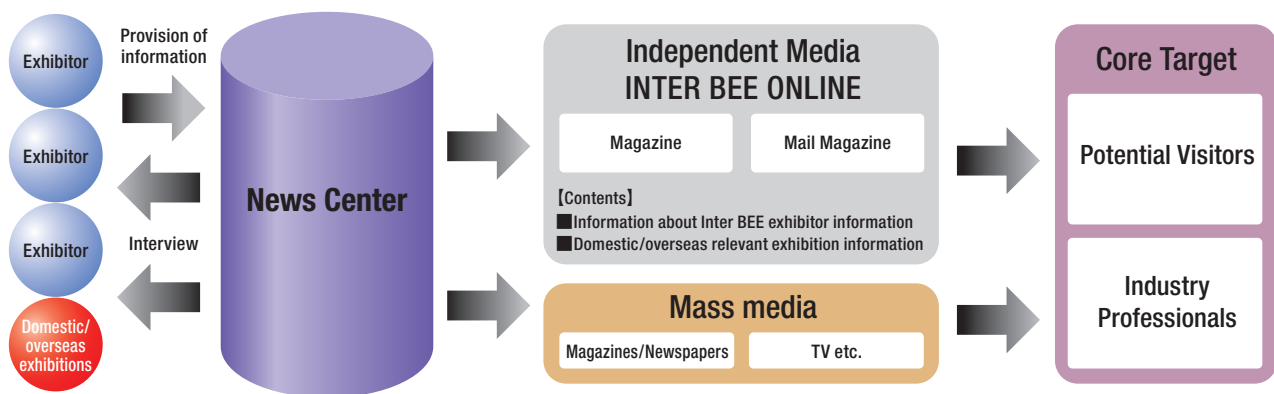 Exhibitor
Provision of
information
Exhibitor
Exhibitor
Interview
Domestic/
overseas
exhibitions
News Center
Independent Media
INTER BEE ONLINE
Magazine
Mail Magazine
【Contents】
■Information about Inter BEE exhibitor information
■Domestic/overseas relevant exhibition information
Mass media
Magazines/Newspapers
TV etc.
Core Target
Potential Visitors
Industry
Professionals